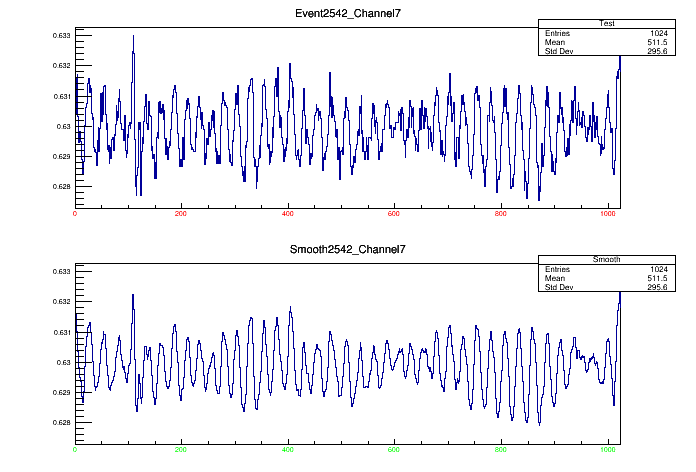 Event2542_Channel7
Test
Entries 1024
Mean 511.5
Std Dev 295.6
0.633
0.632
0.631
0.63
0.629
0.628
0 200 400 600 800 1000
Smooth2542_Channel7
Smooth
Entries 1024
Mean 511.5
Std Dev 295.6
0.633
0.632
0.631
0.63
0.629
0.628
0 200 400 600 800 1000